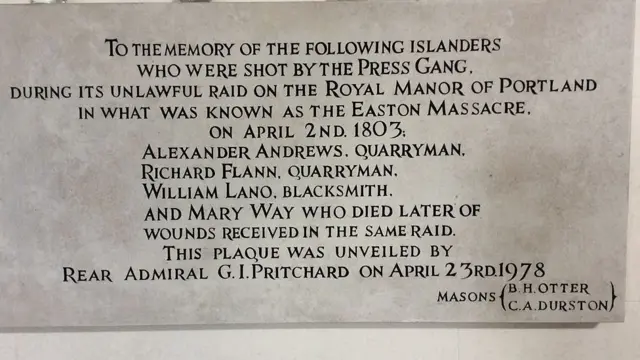 To the memory of the following islanders
who were shot by the Press Gang,
during its unlawful raid on the Royal Manor of Portland
in what was known as the Easton Massacre,
on April 2nd, 1803;
Alexander Andrews, quarryman,
Richard Flann, quarryman,
William Lano, blacksmith,
and Mary Way who died later of
wounds received in the same raid.
This plaque was unveiled by
Rear Admiral G.I.Pritchard on April 23rd.1978
Masons {B.H.Otter
C.A.Durston}